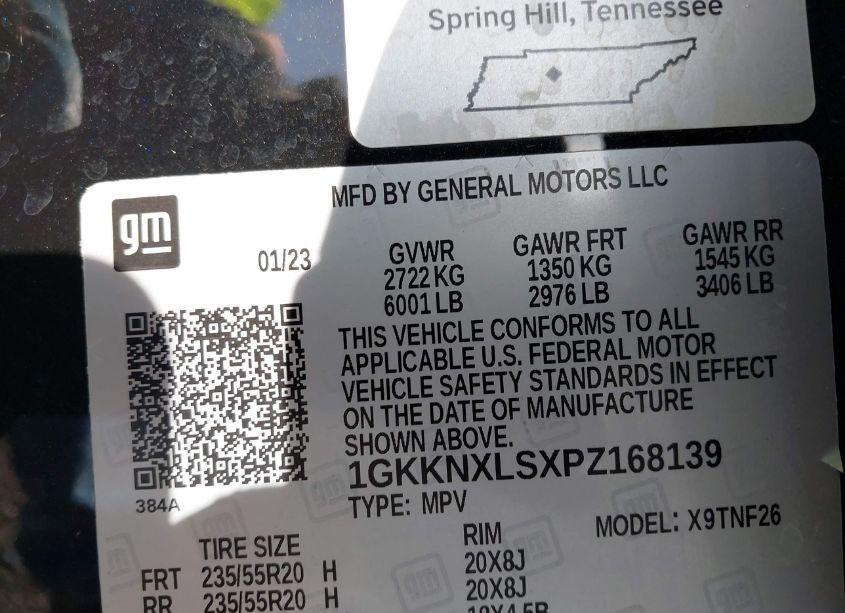 Spring Hill, Tennessee
MFD BY GENERAL MOTORS LLC
gm
01/23
GVWR GAWR FRT GAWR RR
2722 KG 1350 KG 1545 KG
6001 LB 2976 LB 3406 LB
THIS VEHICLE CONFORMS TO ALL
APPLICABLE U.S. FEDERAL MOTOR
VEHICLE SAFETY STANDARDS IN EFFECT
ON THE DATE OF MANUFACTURE
SHOWN ABOVE.
1GKKNXLSXPZ168139
384A
TYPE: MPV MODEL: X9TNF26
TIRE SIZE RIM
FRT 235/55R20 H 20X8J
RR 235/55R20 H 20X8J